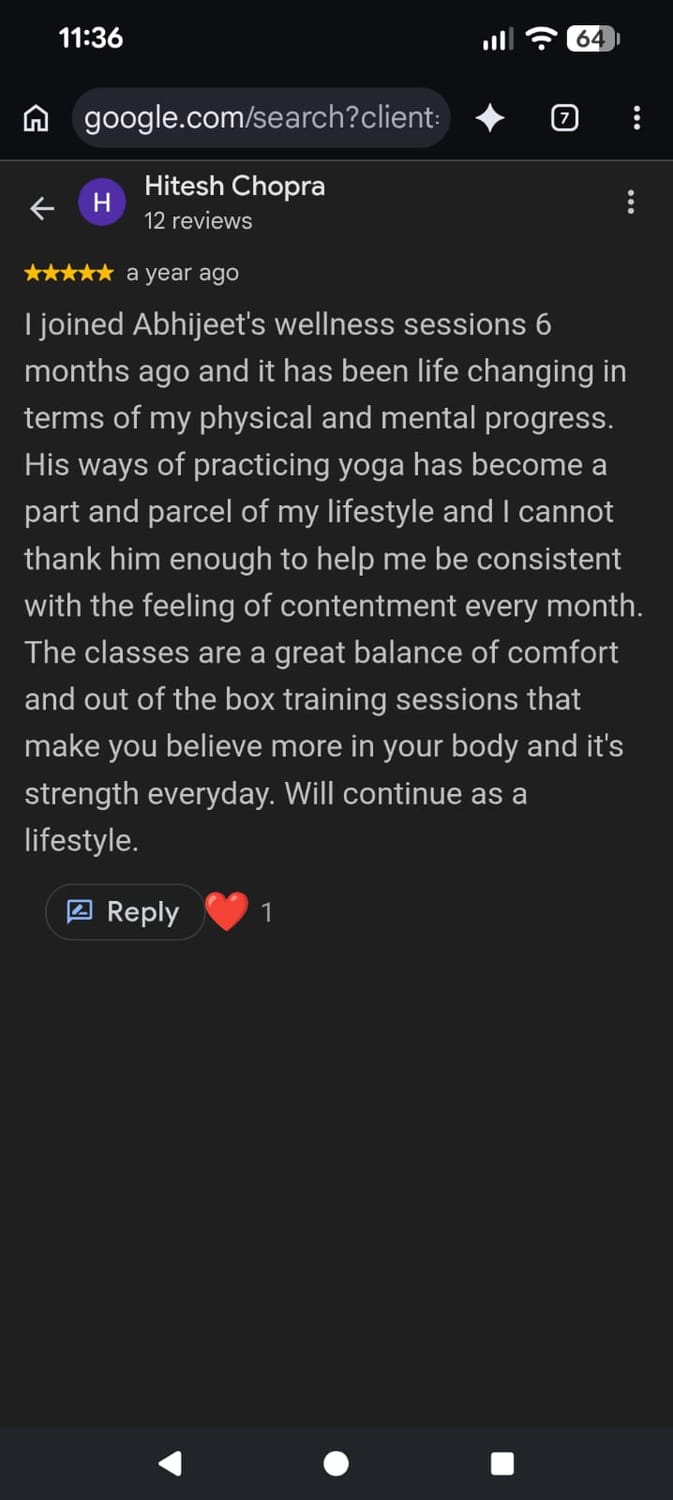 11:36
64
google.com/search?client:
7
H
Hitesh Chopra
12 reviews
a year ago
I joined Abhijeet's wellness sessions 6
months ago and it has been life changing in
terms of my physical and mental progress.
His ways of practicing yoga has become a
part and parcel of my lifestyle and I cannot
thank him enough to help me be consistent
with the feeling of contentment every month.
The classes are a great balance of comfort
and out of the box training sessions that
make you believe more in your body and it's
strength everyday. Will continue as a
lifestyle.
Reply
1